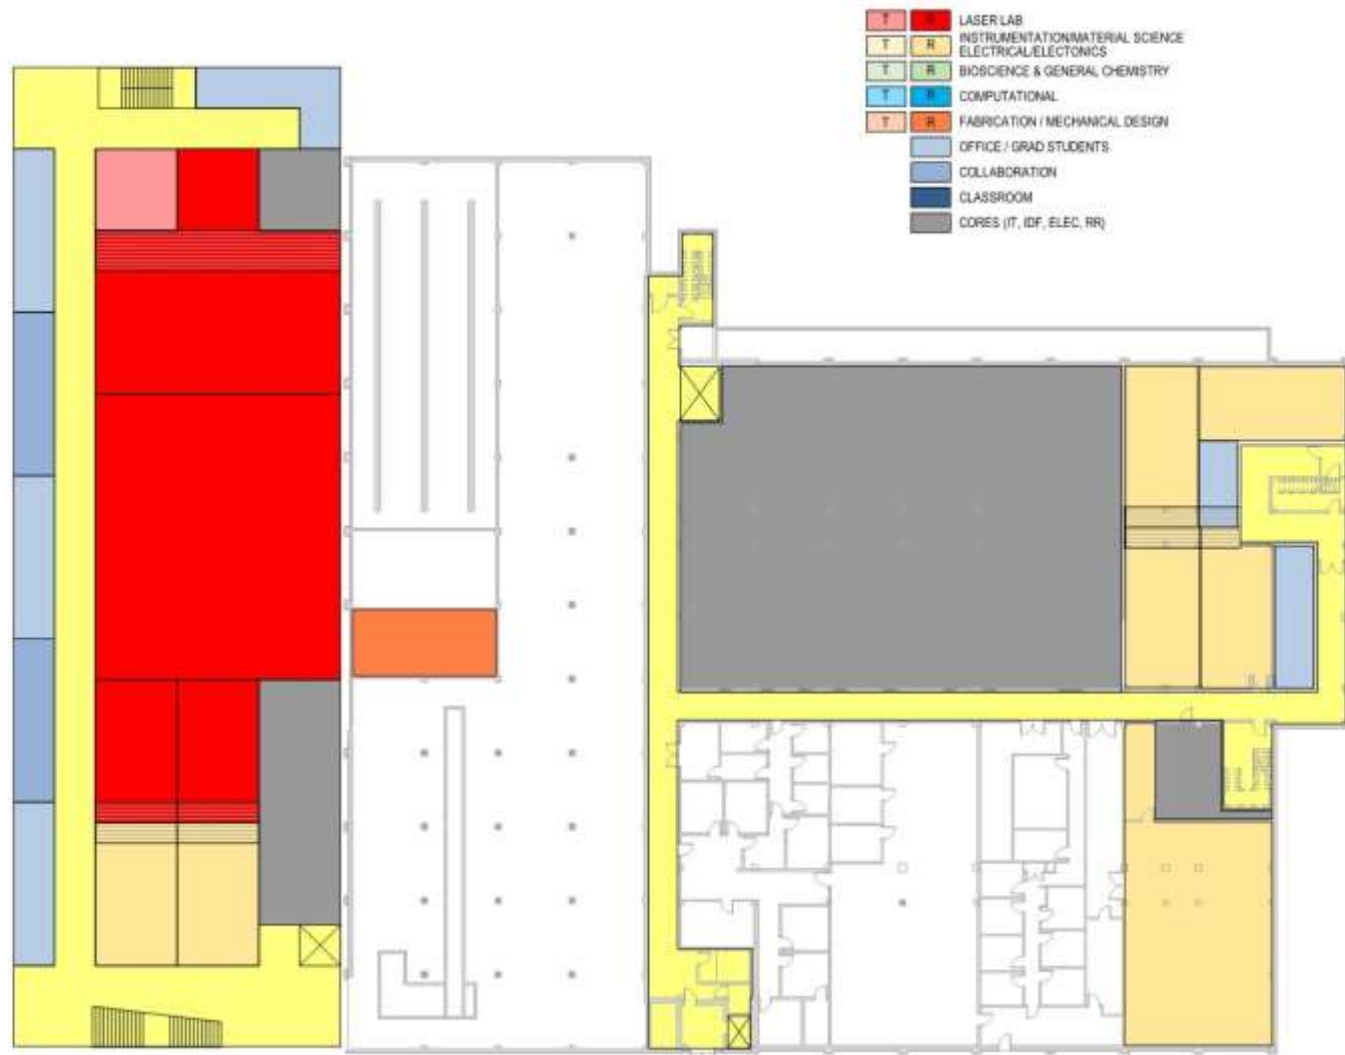 T R LASER LAB
T R INSTRUMENTATION/MATERIAL SCIENCE
ELECTRICAL/ELECTONICS
T R BIOSCIENCE & GENERAL CHEMISTRY
T R COMPUTATIONAL
T R FABRICATION / MECHANICAL DESIGN
OFFICE / GRAD STUDENTS
COLLABORATION
CLASSROOM
CORES (IT, IDF, ELEC, RR)